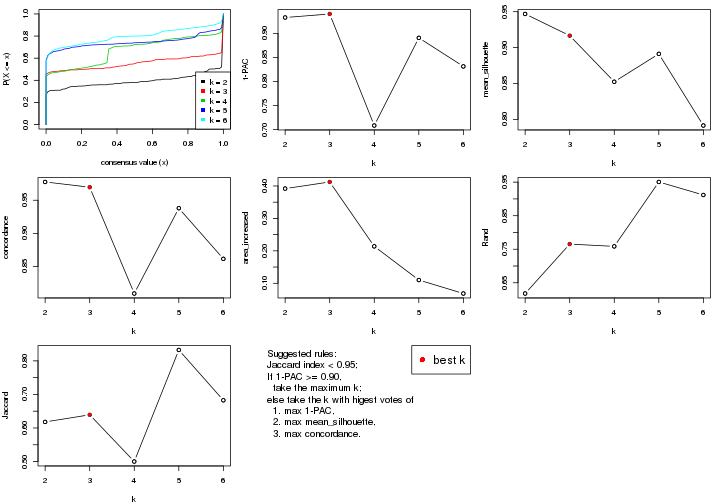 P(X <= x)
0.0 0.2 0.4 0.6 0.8 1.0
0.0 0.2 0.4 0.6 0.8 1.0
consensus value (x)
k = 2
k = 3
k = 4
k = 5
k = 6
1-PAC
0.70 0.75 0.80 0.85 0.90
2 3 4 5 6
k
mean_silhouette
0.80 0.85 0.90 0.95
2 3 4 5 6
k
concordance
0.85 0.90 0.95
2 3 4 5 6
k
area_increased
0.10 0.20 0.30 0.40
2 3 4 5 6
k
Rand
0.65 0.75 0.85 0.95
2 3 4 5 6
k
Jaccard
0.50 0.60 0.70 0.80
2 3 4 5 6
k
Suggested rules:
Jaccard index < 0.95;
If 1-PAC >= 0.90,
take the maximum k;
else take the k with higest votes of
1. max 1-PAC,
2. max mean_silhouette,
3. max concordance.
best k